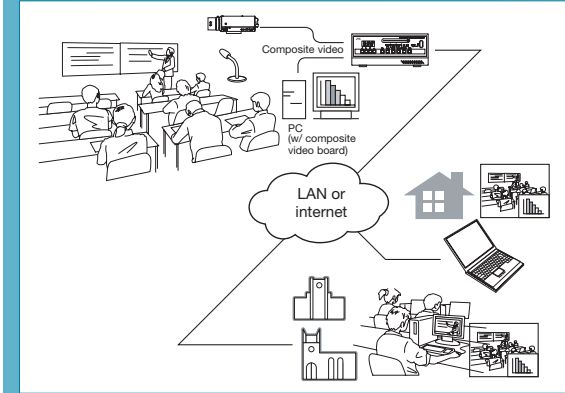 Composite video
PC
(w/ composite
video board)
LAN or
internet